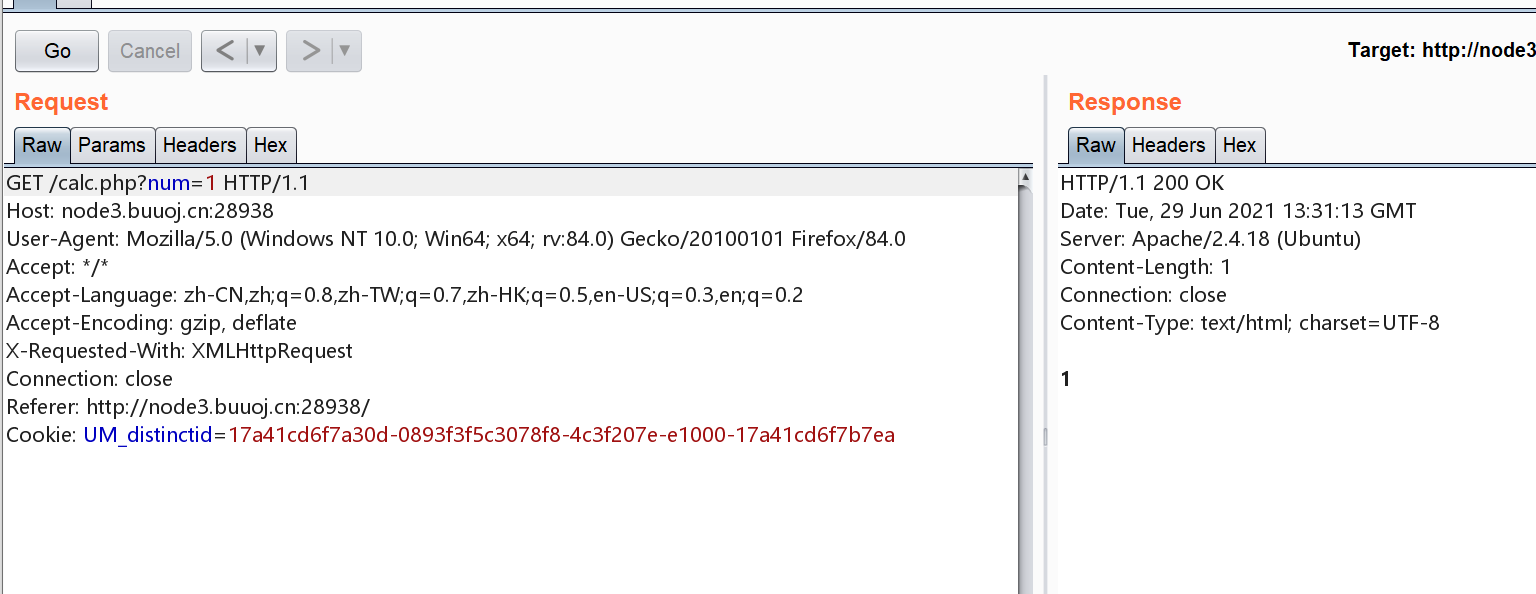 Go
Cancel
<
>
Target: http://node3
Request
Response
Raw
Params
Headers
Hex
Raw
Headers
Hex
GET /calc.php?num=1 HTTP/1.1
Host: node3.buuoj.cn:28938
User-Agent: Mozilla/5.0 (Windows NT 10.0; Win64; x64; rv:84.0) Gecko/20100101 Firefox/84.0
Accept: */*
Accept-Language: zh-CN,zh;q=0.8,zh-TW;q=0.7,zh-HK;q=0.5,en-US;q=0.3,en;q=0.2
Accept-Encoding: gzip, deflate
X-Requested-With: XMLHttpRequest
Connection: close
Referer: http://node3.buuoj.cn:28938/
Cookie: UM_distinctid=17a41cd6f7a30d-0893f3f5c3078f8-4c3f207e-e1000-17a41cd6f7b7ea
HTTP/1.1 200 OK
Date: Tue, 29 Jun 2021 13:31:13 GMT
Server: Apache/2.4.18 (Ubuntu)
Content-Length: 1
Connection: close
Content-Type: text/html; charset=UTF-8
1